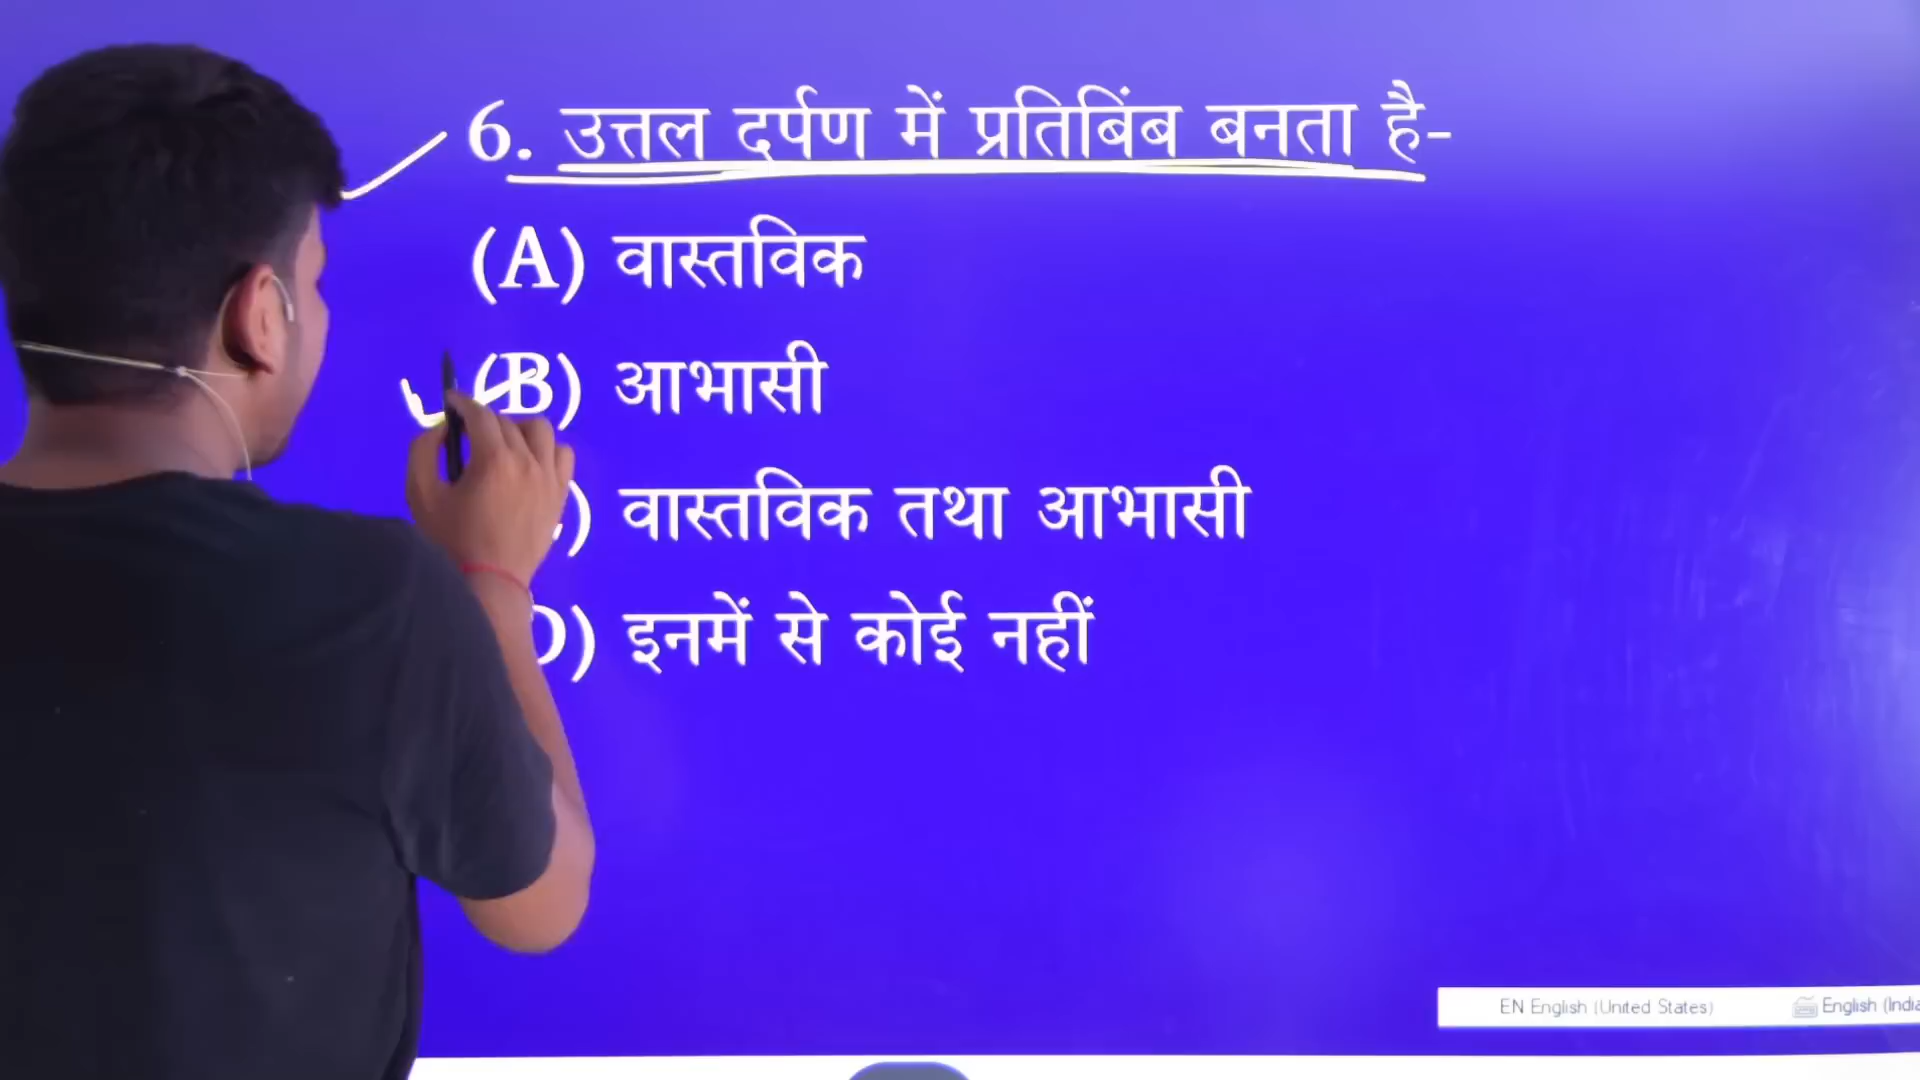 6. उत्तल दर्पण में प्रतिबिंब बनता है-
(A) वास्तविक
(B) आभासी
) वास्तविक तथा आभासी
D) इनमें से कोई नहीं
EN English (United States) English (India